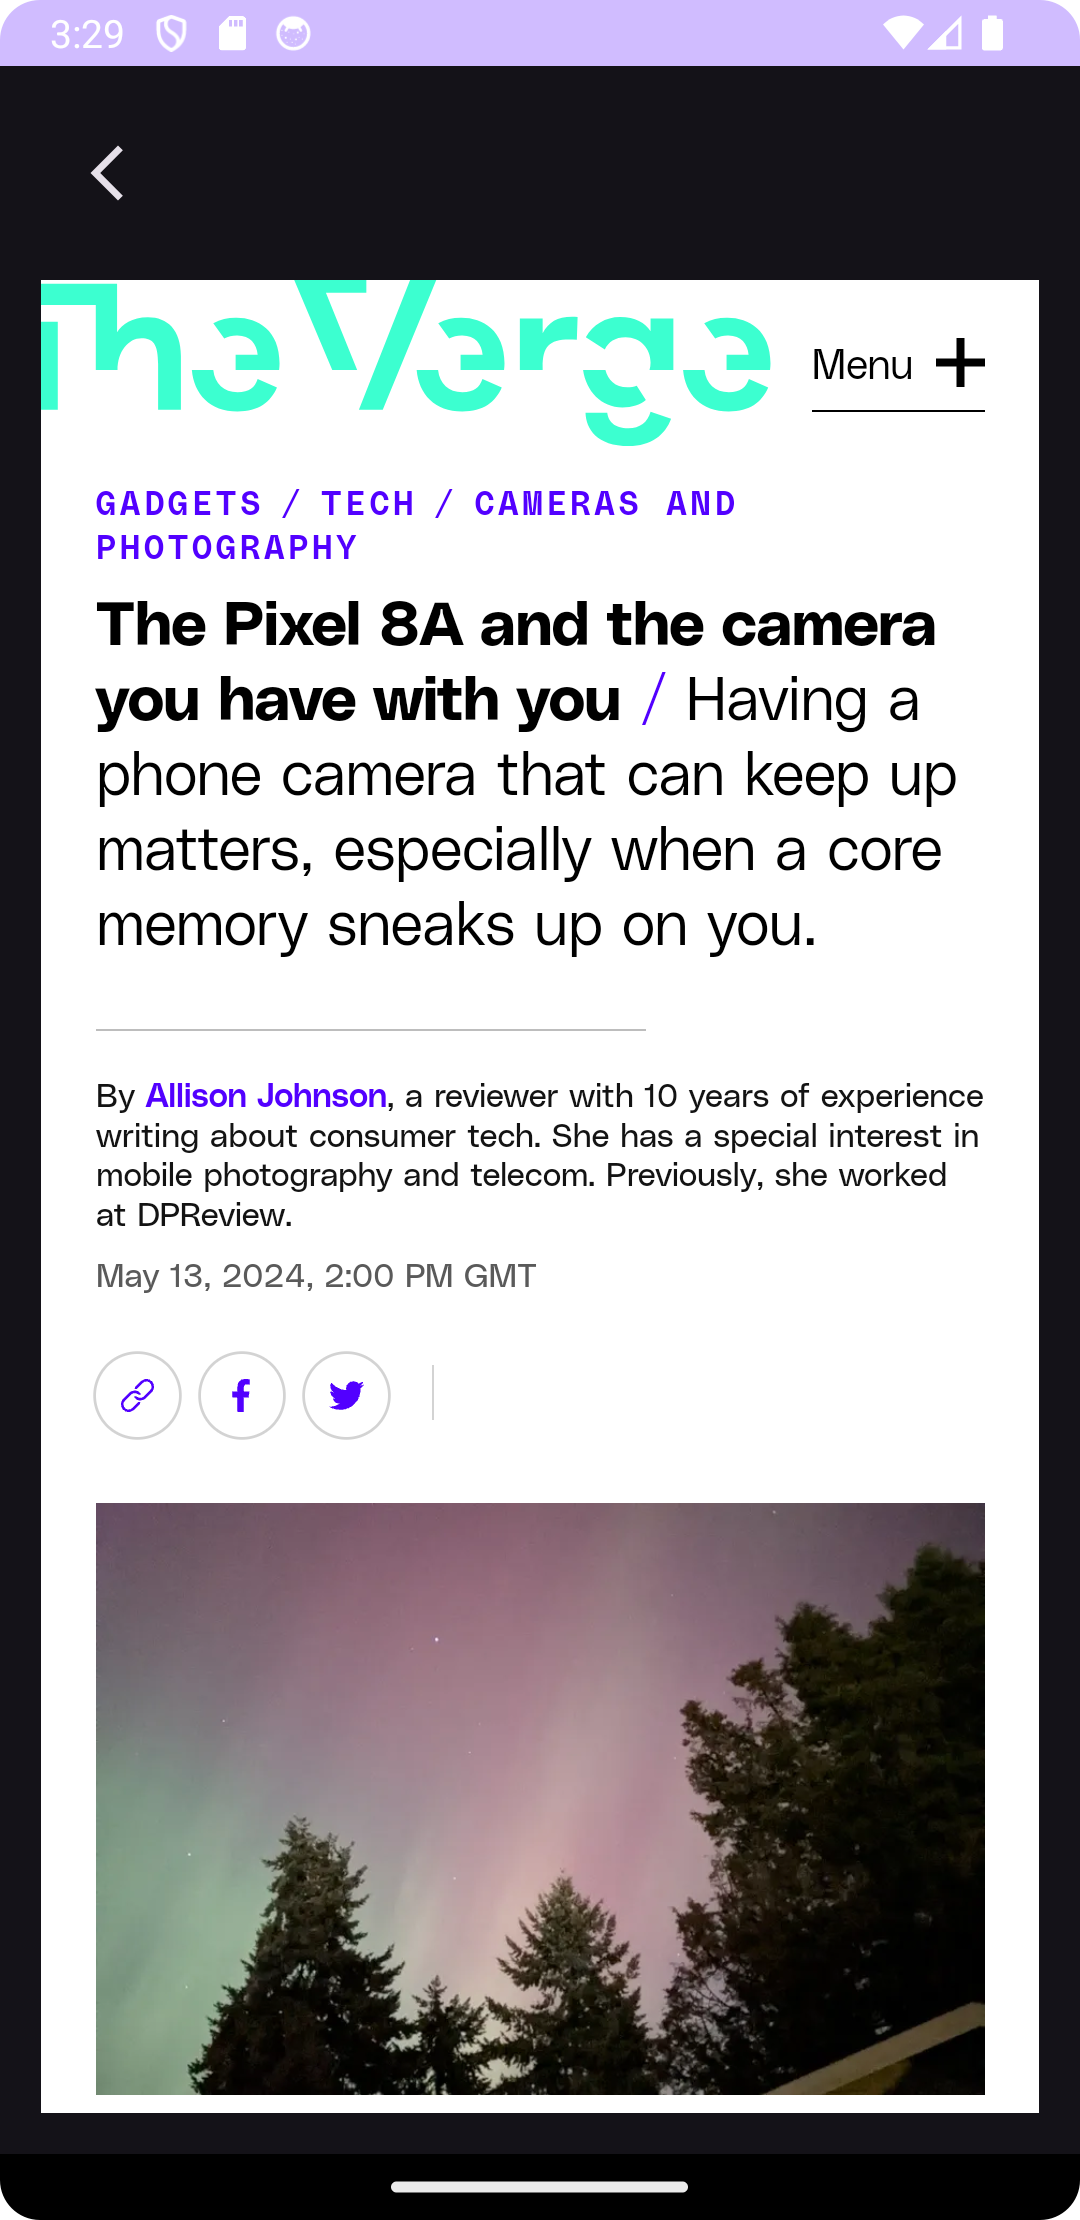 3:29
The Verge
Menu
GADGETS / TECH / CAMERAS AND
PHOTOGRAPHY
The Pixel 8A and the camera
you have with you / Having a
phone camera that can keep up
matters, especially when a core
memory sneaks up on you.
By Allison Johnson, a reviewer with 10 years of experience
writing about consumer tech. She has a special interest in
mobile photography and telecom. Previously, she worked
at DPReview.
May 13, 2024, 2:00 PM GMT